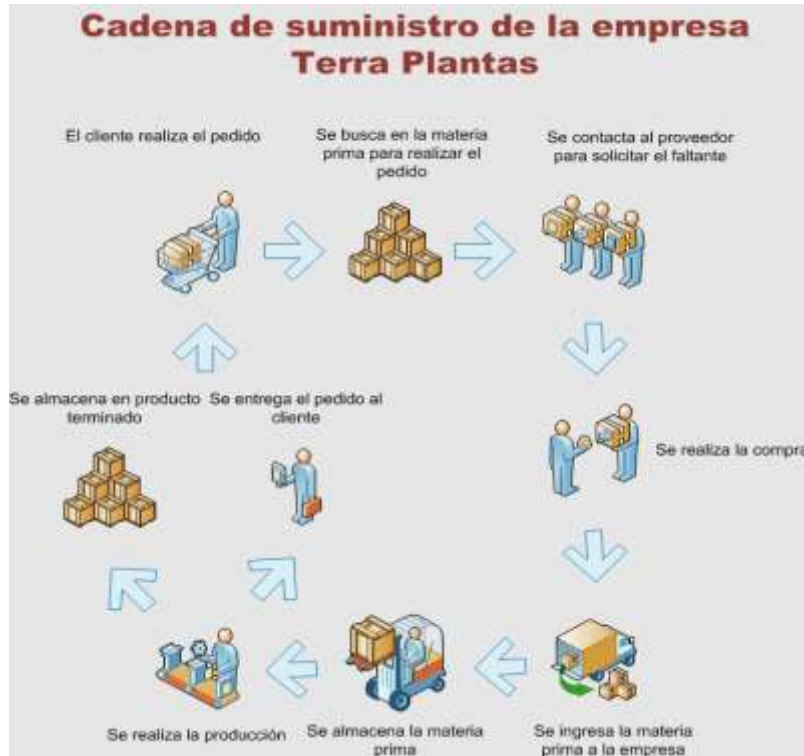 Cadena de suministro de la empresa
Terra Plantas
El cliente realiza el pedido
Se busca en la materia
prima para realizar el
pedido
Se contacta al proveedor
para solicitar el faltante
Se almacena en producto
terminado
Se entrega el pedido al
cliente
Se realiza la compra
Se realiza la producción
Se almacena la materia
prima
Se ingresa la materia
prima a la empresa